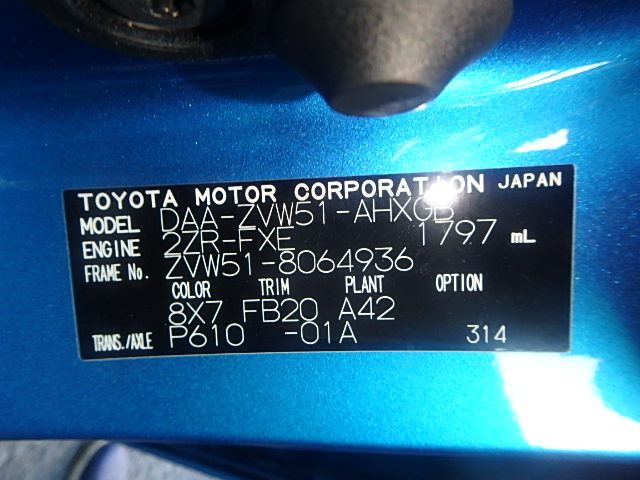 TOYOTA MOTOR CORPORATION JAPAN
MODEL DAA-ZVW51-AHXGB
ENGINE 2ZR-FXE 1797 mL
FRAME No. ZVW51-8064936
COLOR TRIM PLANT OPTION
8X7 FB20 A42
TRANS./AXLE P610 -01A 314